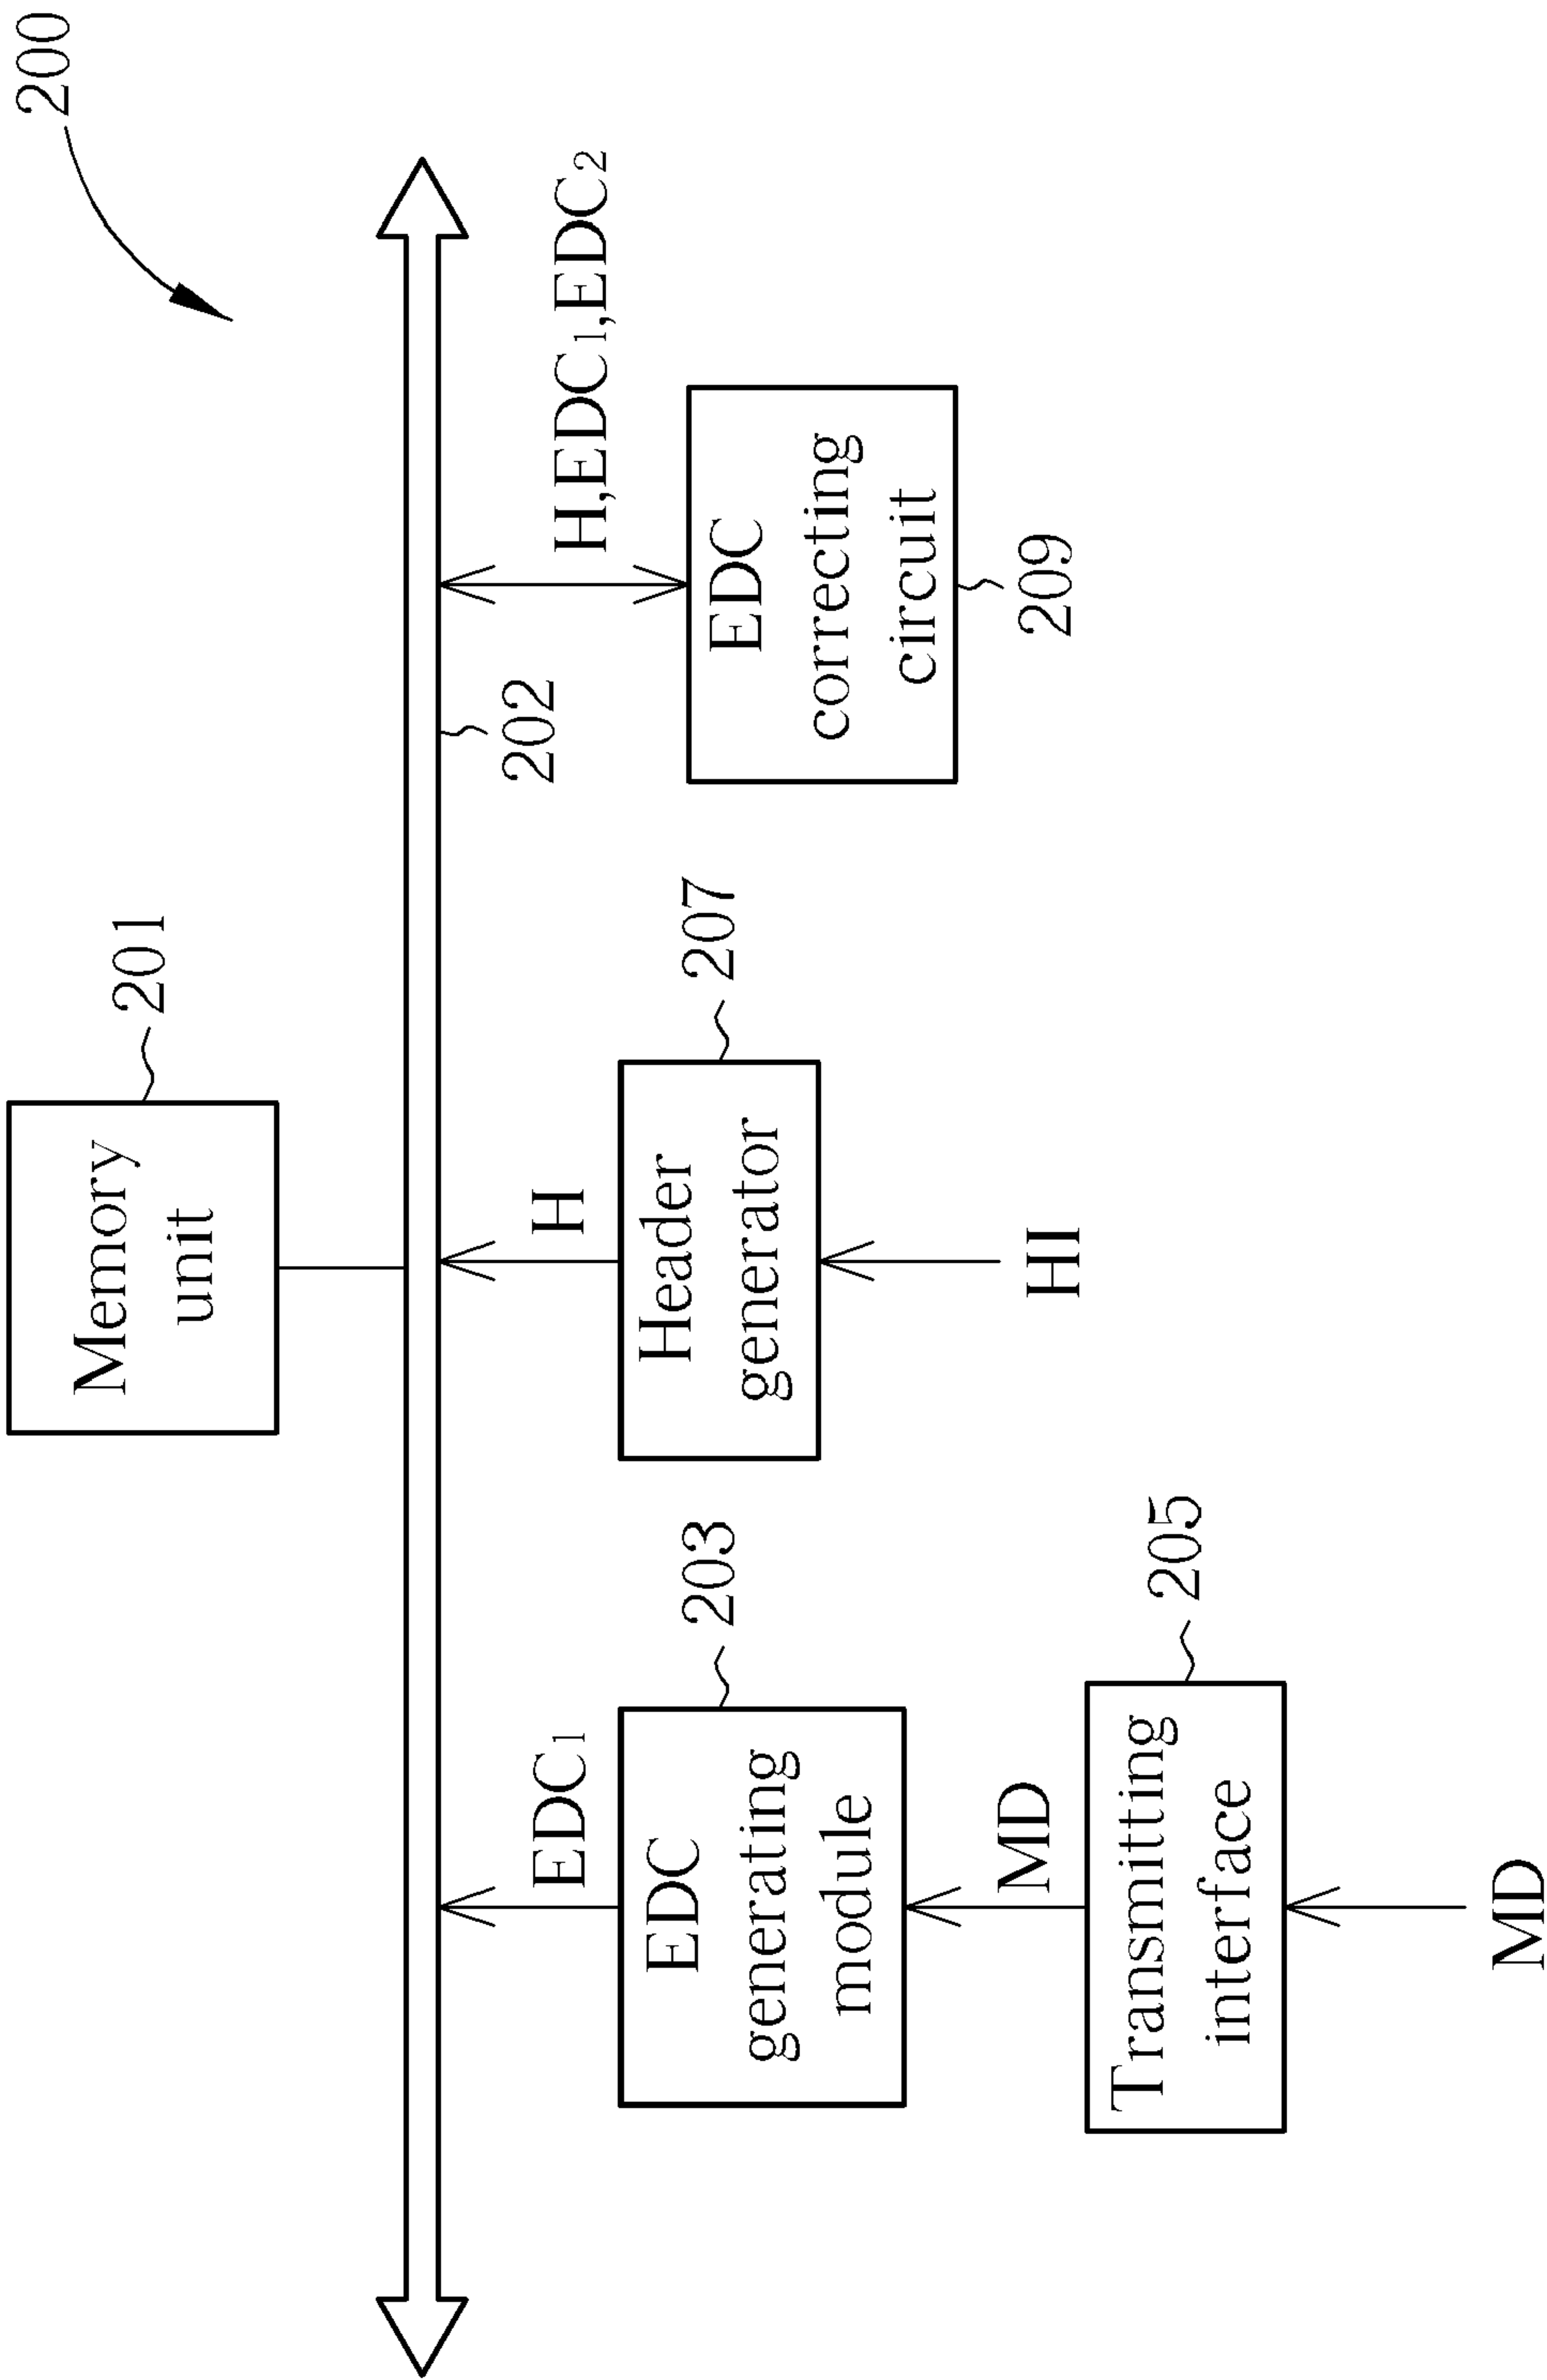 200
Memory
unit
201
202
EDC₁
H
H,EDC₁,EDC₂
EDC
generating
module
203
Header
generator
207
EDC
correcting
circuit
209
MD
HI
Transmitting
interface
205
MD